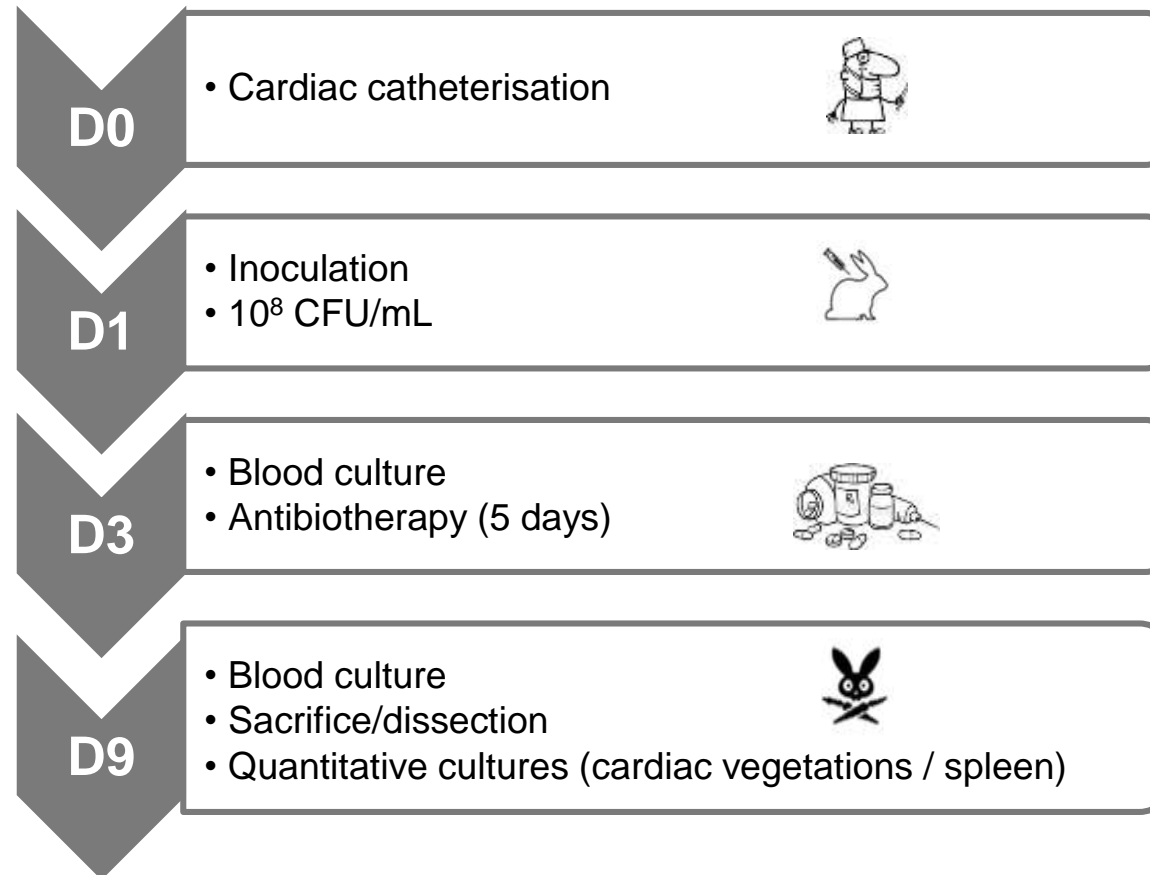 D0
• Cardiac catheterisation
D1
• Inoculation
• 10⁸ CFU/mL
D3
• Blood culture
• Antibiotherapy (5 days)
D9
• Blood culture
• Sacrifice/dissection
• Quantitative cultures (cardiac vegetations / spleen)